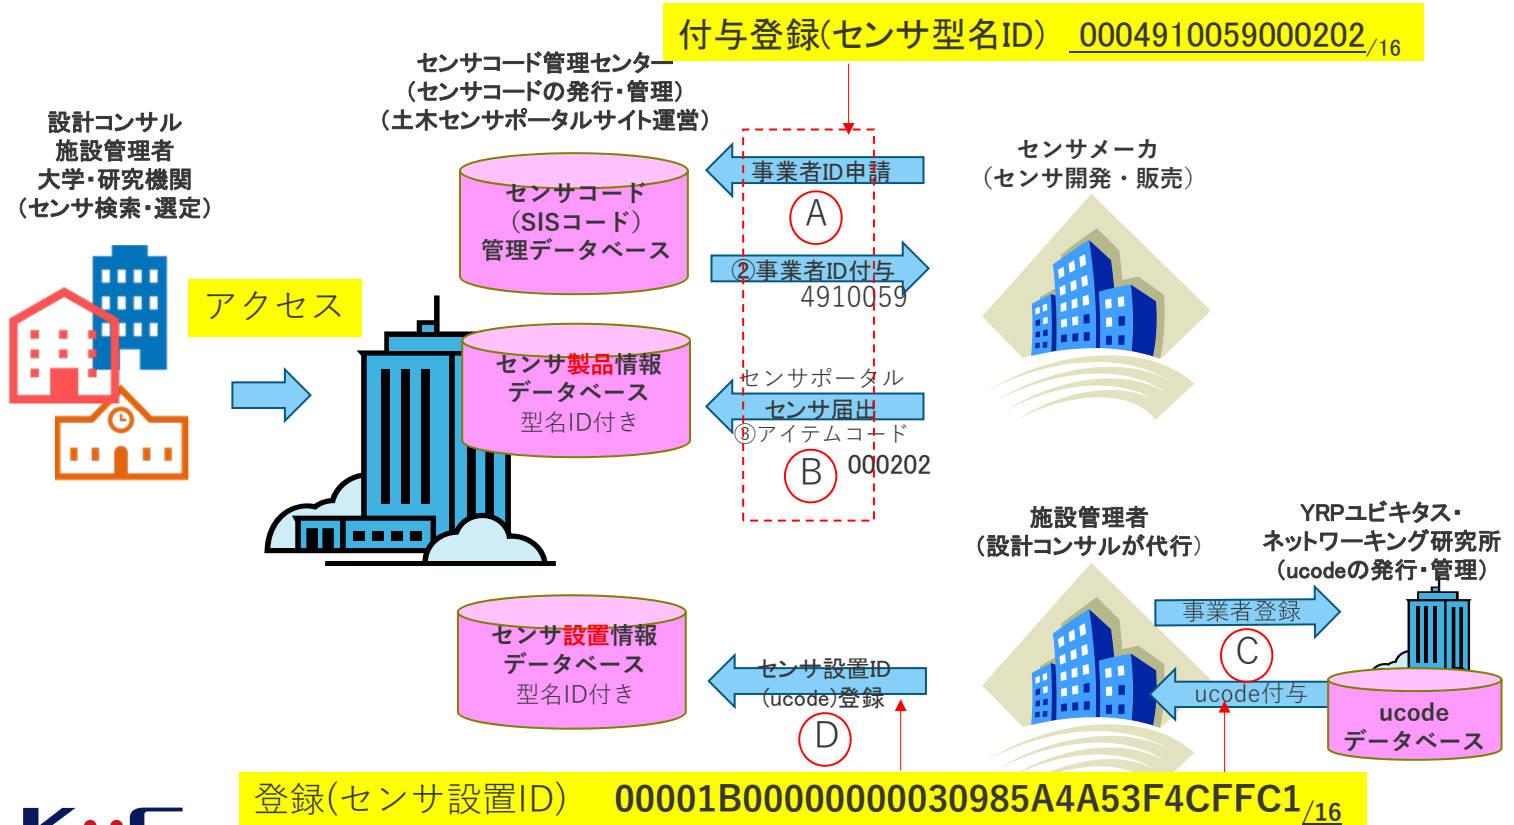 付与登録(センサ型名ID) 0004910059000202/16
センサコード管理センター
(センサコードの発行・管理)
(土木センサポータルサイト運営)
設計コンサル
施設管理者
大学・研究機関
(センサ検索・選定)
アクセス
センサコード
(SISコード)
管理データベース
事業者ID申請
A
②事業者ID付与
4910059
センサメーカ
(センサ開発・販売)
センサ製品情報
データベース
型名ID付き
センサポータル
センサ届出
③アイテムコード
B
000202
施設管理者
(設計コンサルが代行)
YRPユビキタス・
ネットワーキング研究所
(ucodeの発行・管理)
事業者登録
C
ucode付与
ucode
データベース
センサ設置情報
データベース
型名ID付き
センサ設置ID
(ucode)登録
D
登録(センサ設置ID) 00001B00000000030985A4A53F4CFFC1/16